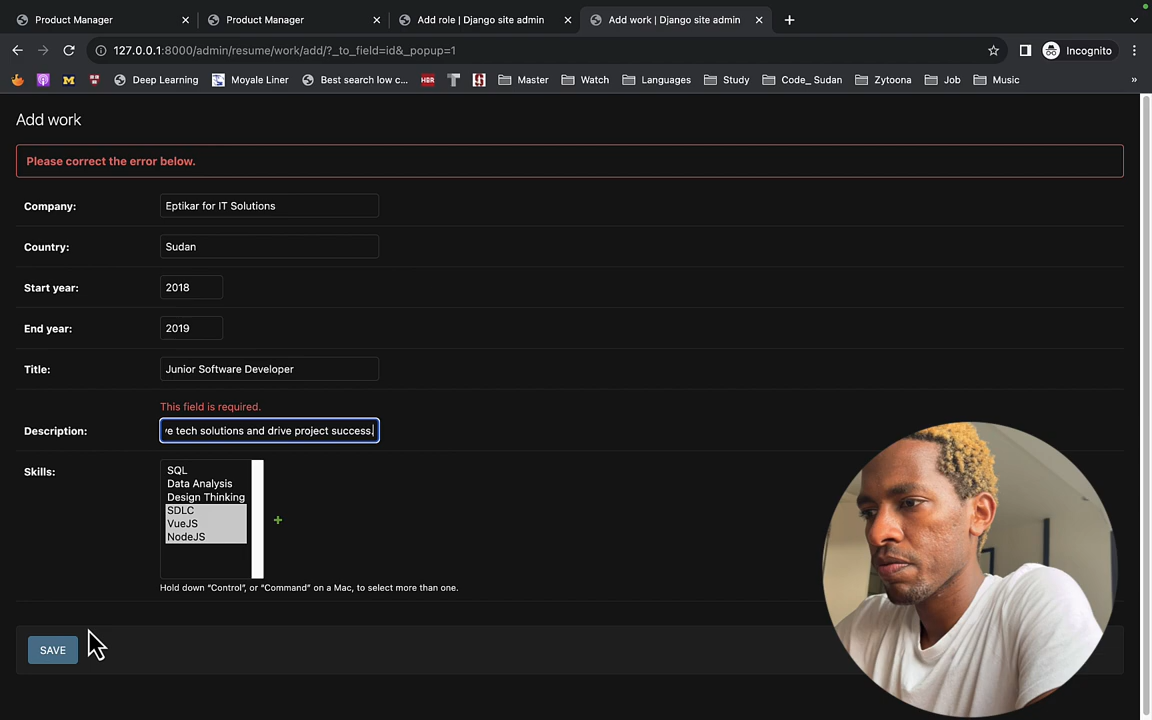 Product Manager
Product Manager
Add role | Django site admin
Add work | Django site admin
127.0.0.1:8000/admin/resume/work/add/?_to_field=id&_popup=1
Incognito
M
Deep Learning
Moyale Liner
Best search low c...
HBR
Master
Watch
Languages
Study
Code_ Sudan
Zytoona
Job
Music
»
Add work
Please correct the error below.
Company:
Eptikar for IT Solutions
Country:
Sudan
Start year:
2018
End year:
2019
Title:
Junior Software Developer
This field is required.
Description:
e tech solutions and drive project success.
Skills:
SQL
Data Analysis
Design Thinking
SDLC
VueJS
NodeJS
Hold down “Control”, or “Command” on a Mac, to select more than one.
SAVE